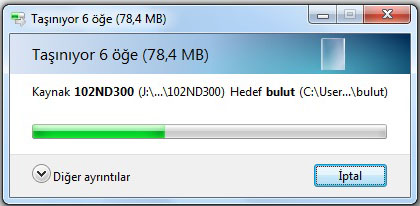 Taşınıyor 6 öğe (78,4 MB)
Taşınıyor 6 öğe (78,4 MB)
Kaynak 102ND300 (J:\...\102ND300) Hedef bulut (C:\User...\bulut)
Diğer ayrıntılar
İptal